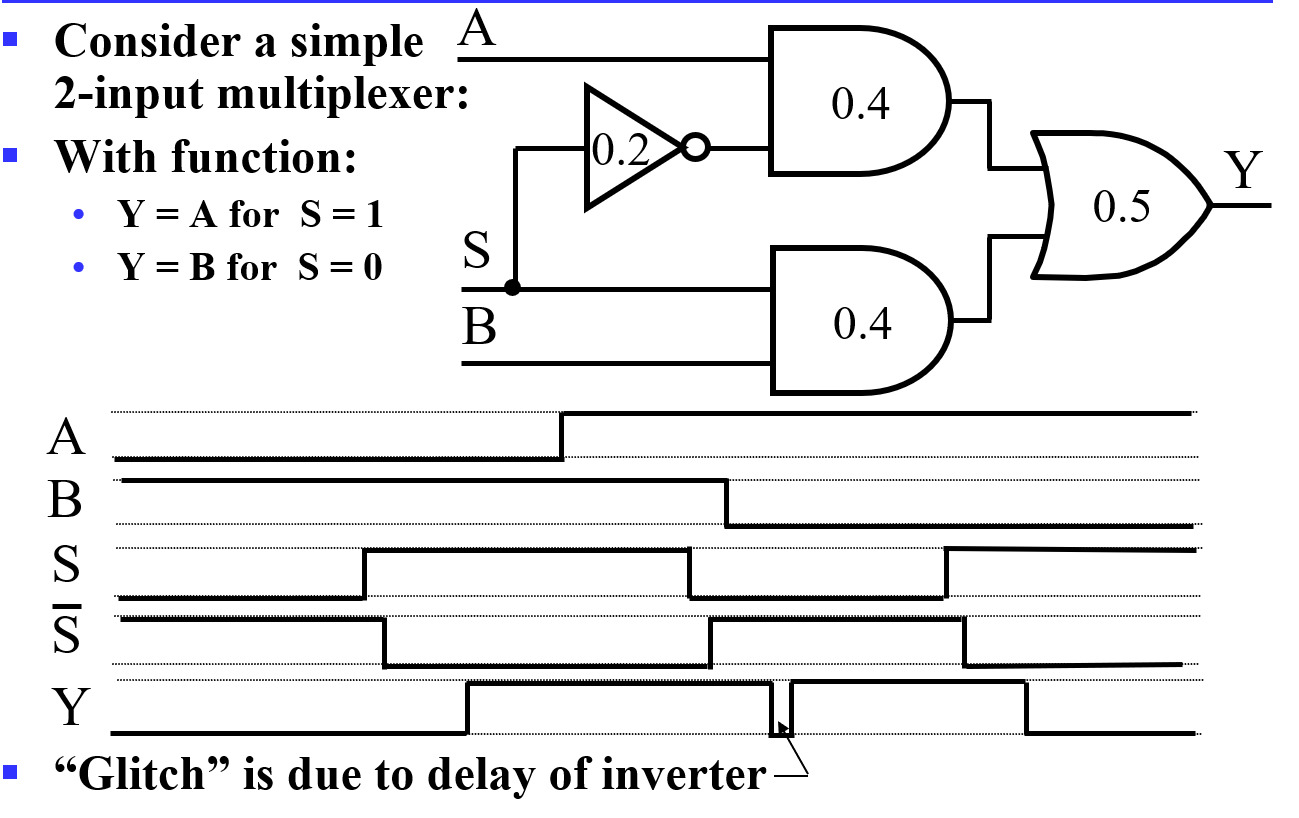 Consider a simple
2-input multiplexer:
With function:
Y = A for S = 1
Y = B for S = 0
A
0.4
0.2
S
B
0.4
0.5
Y
A
B
S
S̅
Y
“Glitch” is due to delay of inverter